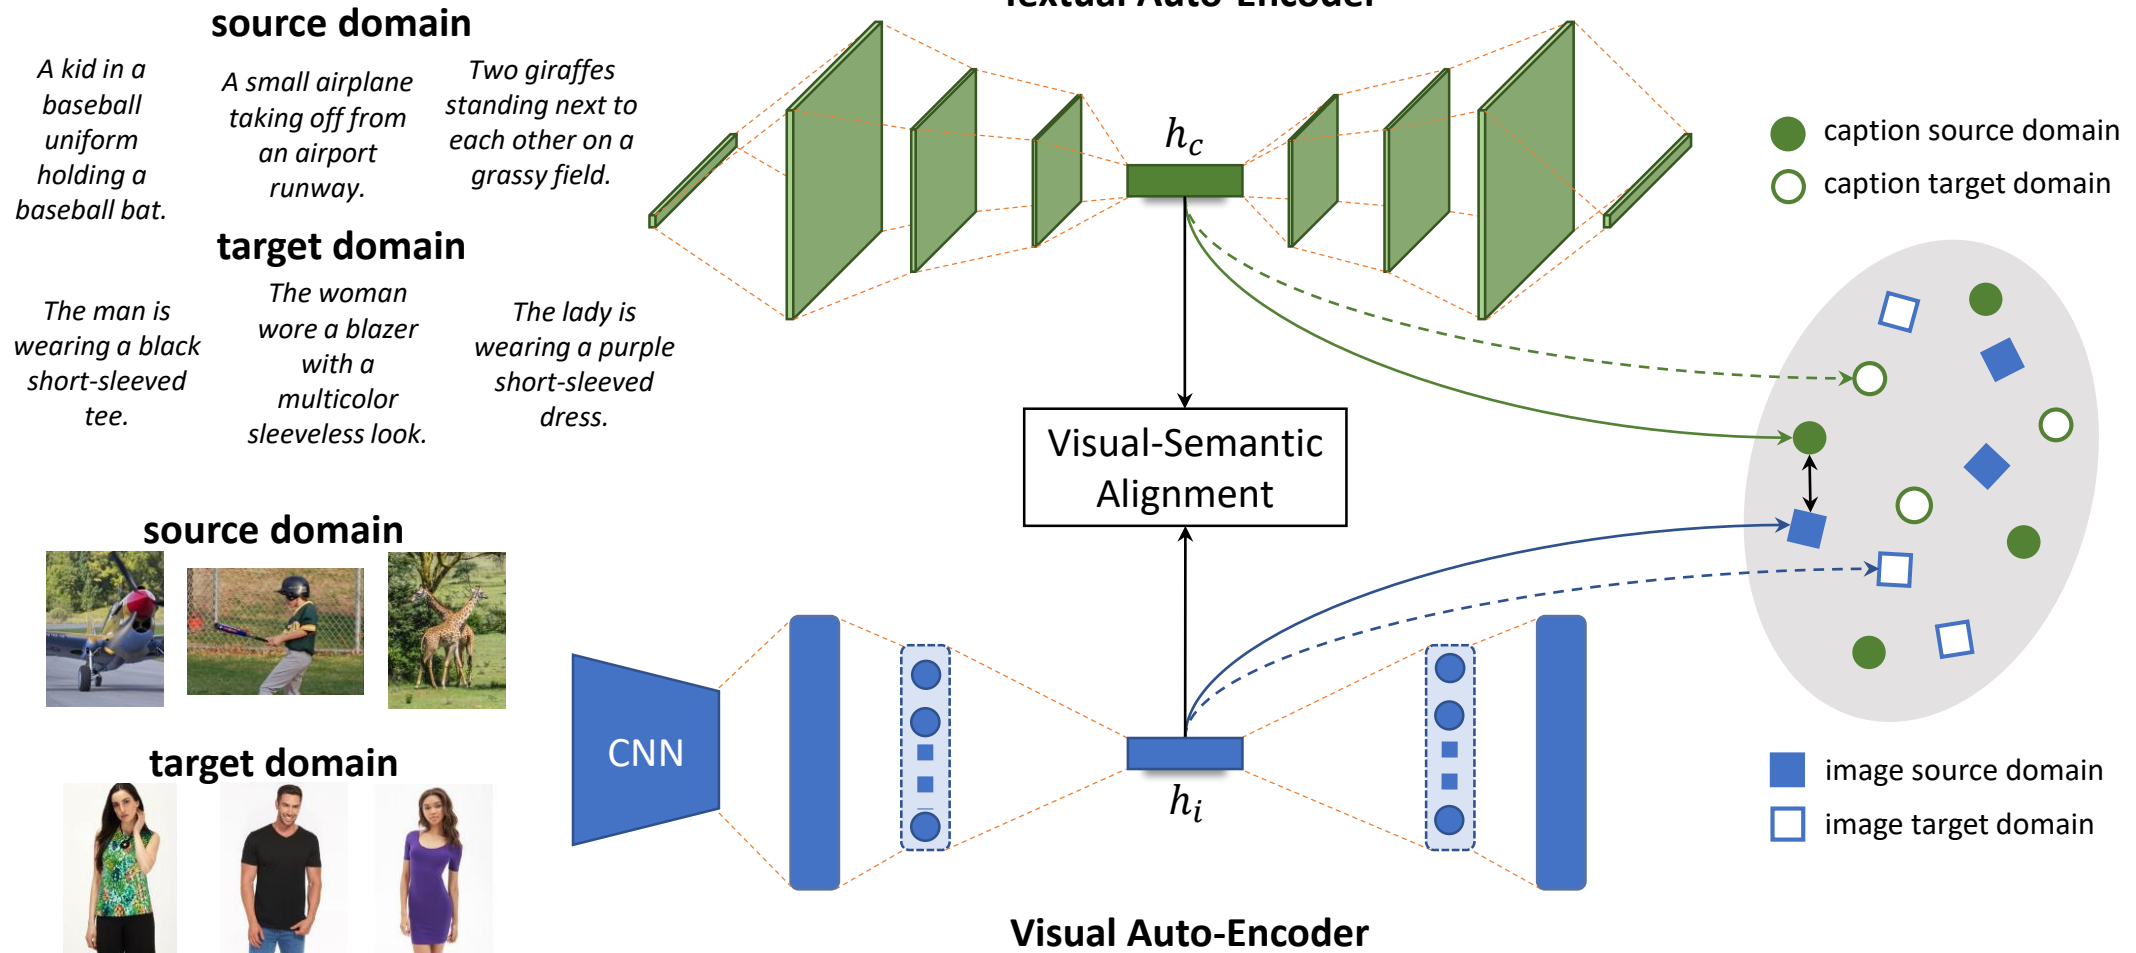 Textual Auto-Encoder
source domain
A kid in a
baseball
uniform
holding a
baseball bat.
A small airplane
taking off from
an airport
runway.
Two giraffes
standing next to
each other on a
grassy field.
target domain
The man is
wearing a black
short-sleeved
tee.
The woman
wore a blazer
with a
multicolor
sleeveless look.
The lady is
wearing a purple
short-sleeved
dress.
h_c
caption source domain
caption target domain
Visual-Semantic
Alignment
source domain
target domain
CNN
h_i
image source domain
image target domain
Visual Auto-Encoder